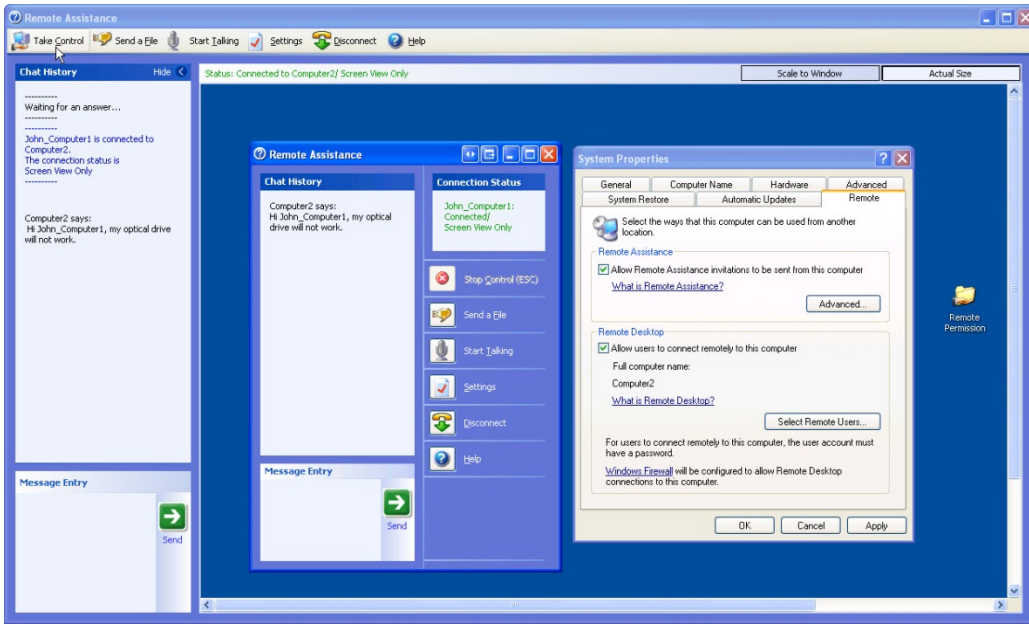 Remote Assistance
Take Control Send a File Start Talking Settings Disconnect Help
Chat History Hide
----------
Waiting for an answer...
----------
----------
John_Computer1 is connected to
Computer2.
The connection status is
Screen View Only
----------
Computer2 says:
Hi John_Computer1, my optical drive
will not work.
Message Entry
Send
Status: Connected to Computer2/ Screen View Only
Scale to Window Actual Size
Remote Assistance
Chat History
Computer2 says:
Hi John_Computer1, my optical
drive will not work.
Message Entry
Send
Connection Status
John_Computer1:
Connected/
Screen View Only
Stop Control (ESC)
Send a File
Start Talking
Settings
Disconnect
Help
System Properties
General Computer Name Hardware Advanced
System Restore Automatic Updates Remote
Select the ways that this computer can be used from another
location.
Remote Assistance
Allow Remote Assistance invitations to be sent from this computer
What is Remote Assistance?
Advanced...
Remote Desktop
Allow users to connect remotely to this computer
Full computer name:
Computer2
What is Remote Desktop?
Select Remote Users...
For users to connect remotely to this computer, the user account must
have a password.
Windows Firewall will be configured to allow Remote Desktop
connections to this computer.
OK Cancel Apply
Remote
Permission